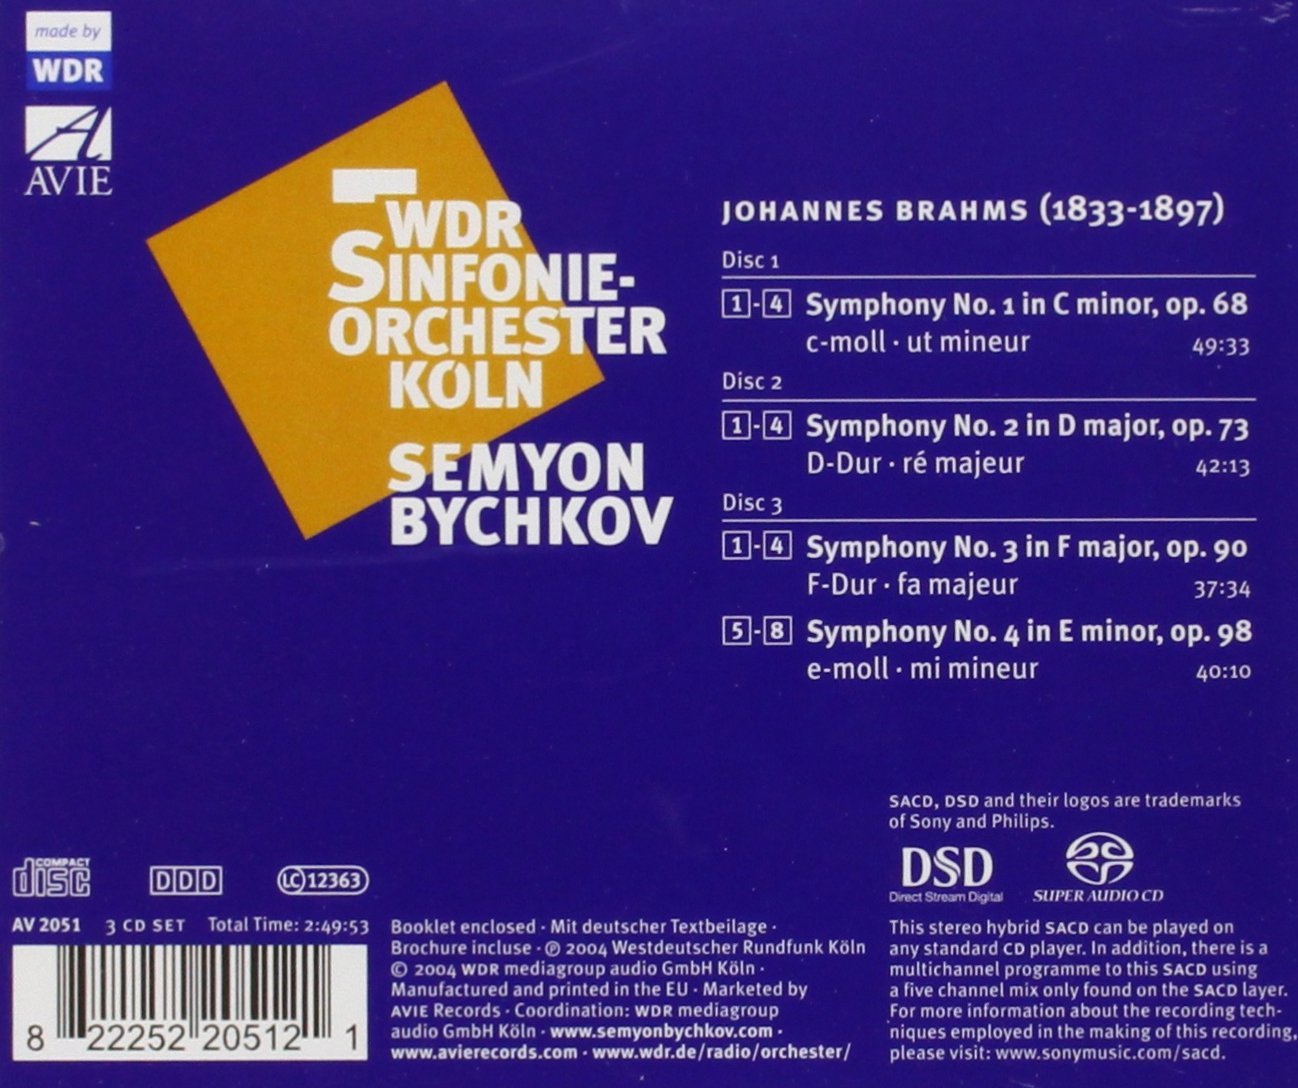 made by
WDR
AVIE
WDR
SINFONIE-
ORCHESTER
KÖLN
SEMYON
BYCHKOV
JOHANNES BRAHMS (1833-1897)
Disc 1
1-4 Symphony No. 1 in C minor, op. 68
c-moll · ut mineur 49:33
Disc 2
1-4 Symphony No. 2 in D major, op. 73
D-Dur · ré majeur 42:13
Disc 3
1-4 Symphony No. 3 in F major, op. 90
F-Dur · fa majeur 37:34
5-8 Symphony No. 4 in E minor, op. 98
e-moll · mi mineur 40:10
SACD, DSD and their logos are trademarks
of Sony and Philips.
DSD
Direct Stream Digital
SUPER AUDIO CD
COMPACT
disc
DDD
LC 12363
AV 2051 3 CD SET Total Time: 2:49:53
8 22252 20512 1
Booklet enclosed · Mit deutscher Textbeilage ·
Brochure incluse · ℗ 2004 Westdeutscher Rundfunk Köln
© 2004 WDR mediagroup audio GmbH Köln ·
Manufactured and printed in the EU · Marketed by
AVIE Records · Coordination: WDR mediagroup
audio GmbH Köln · www.semyonbychkov.com ·
www.avierecords.com · www.wdr.de/radio/orchester/
This stereo hybrid SACD can be played on
any standard CD player. In addition, there is a
multichannel programme to this SACD using
a five channel mix only found on the SACD layer.
For more information about the recording tech-
niques employed in the making of this recording,
please visit: www.sonymusic.com/sacd.